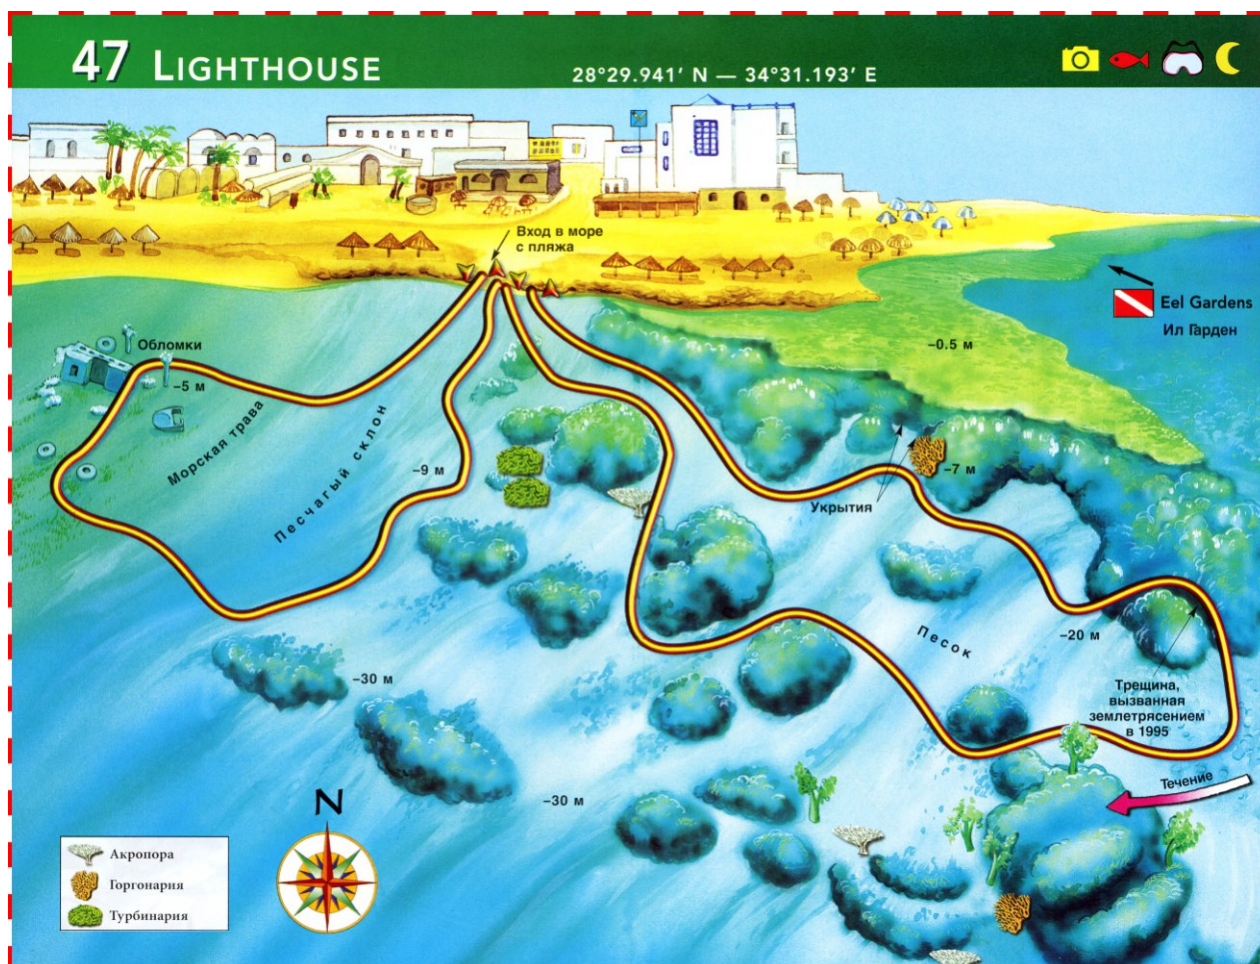 47 LIGHTHOUSE
28°29.941' N — 34°31.193' E
Вход в море
с пляжа
Eel Gardens
Ил Гарден
Обломки
–0.5 м
–5 м
Морская трава
Песчагый склон
–9 м
–7 м
Укрытия
Песок
–20 м
–30 м
Трещина,
вызванная
землетрясением
в 1995
Течение
–30 м
N
Акропора
Горгонария
Турбинария